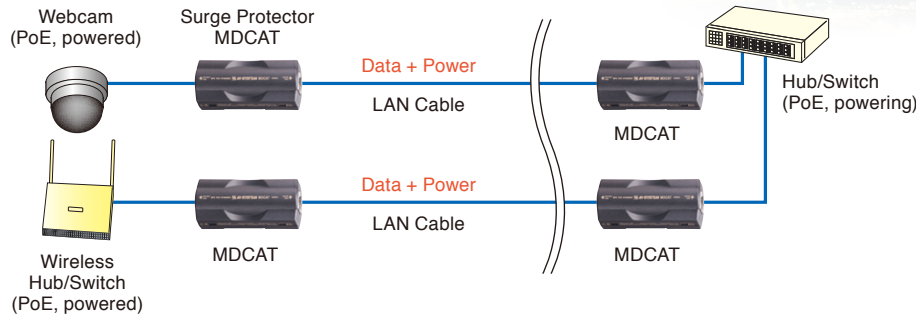 Webcam
(PoE, powered)
Surge Protector
MDCAT
Data + Power
LAN Cable
MDCAT
Hub/Switch
(PoE, powering)
Data + Power
LAN Cable
MDCAT
MDCAT
Wireless
Hub/Switch
(PoE, powered)